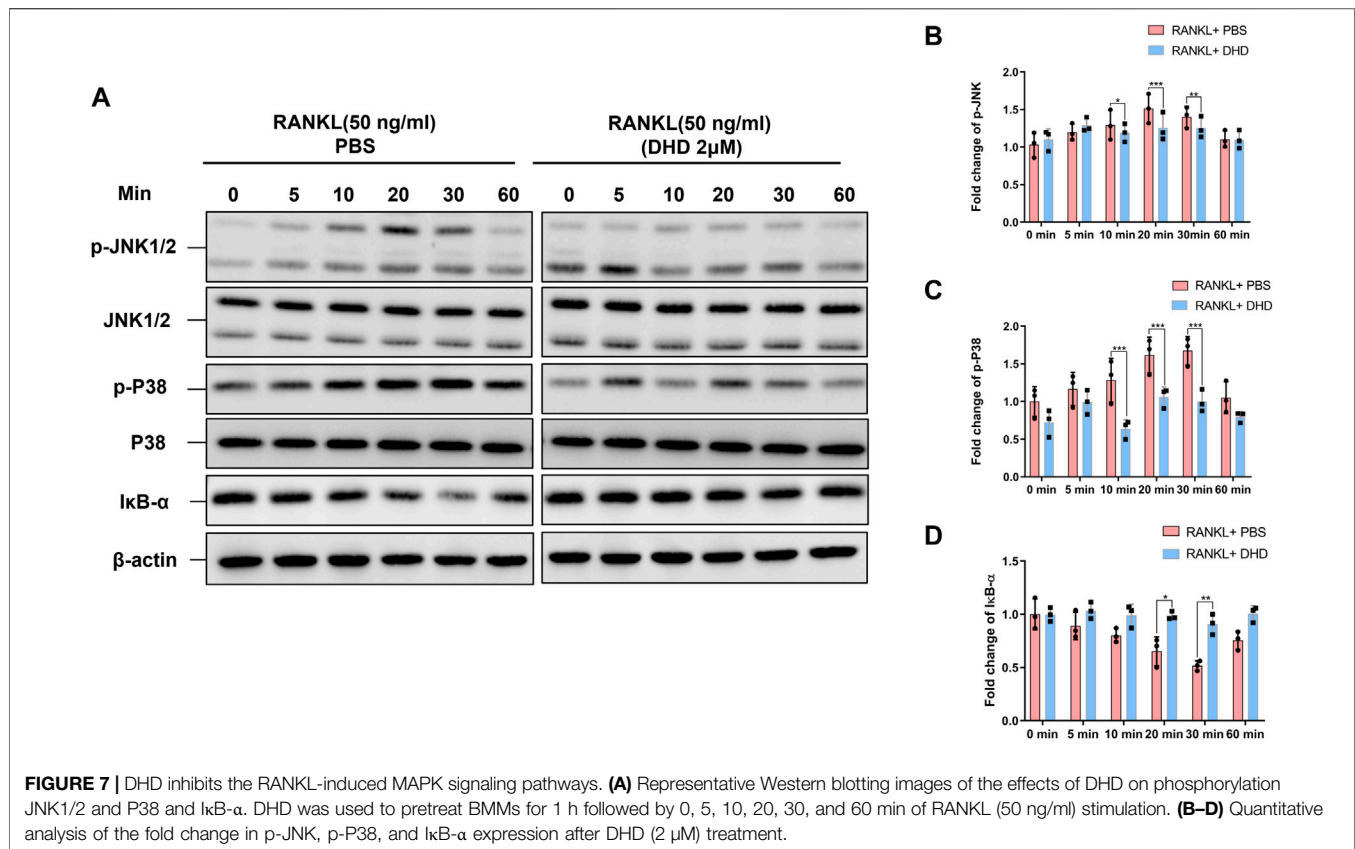 A
RANKL(50 ng/ml)
PBS
RANKL(50 ng/ml)
(DHD 2µM)
Min 0 5 10 20 30 60 0 5 10 20 30 60
p-JNK1/2
JNK1/2
p-P38
P38
IκB-α
β-actin
B
RANKL+ PBS
RANKL+ DHD
Fold change of p-JNK
2.0
1.5
1.0
0.5
0.0
* *** **
0 min 5 min 10 min 20 min 30min 60 min
C
RANKL+ PBS
RANKL+ DHD
Fold change of p-P38
2.0
1.5
1.0
0.5
0.0
*** *** ***
0 min 5 min 10 min 20 min 30 min 60 min
D
RANKL+ PBS
RANKL+ DHD
Fold change of IκB-α
1.5
1.0
0.5
0.0
* **
0 min 5 min 10 min 20 min 30 min 60 min
FIGURE 7 | DHD inhibits the RANKL-induced MAPK signaling pathways. (A) Representative Western blotting images of the effects of DHD on phosphorylation
JNK1/2 and P38 and IκB-α. DHD was used to pretreat BMMs for 1 h followed by 0, 5, 10, 20, 30, and 60 min of RANKL (50 ng/ml) stimulation. (B–D) Quantitative
analysis of the fold change in p-JNK, p-P38, and IκB-α expression after DHD (2 µM) treatment.